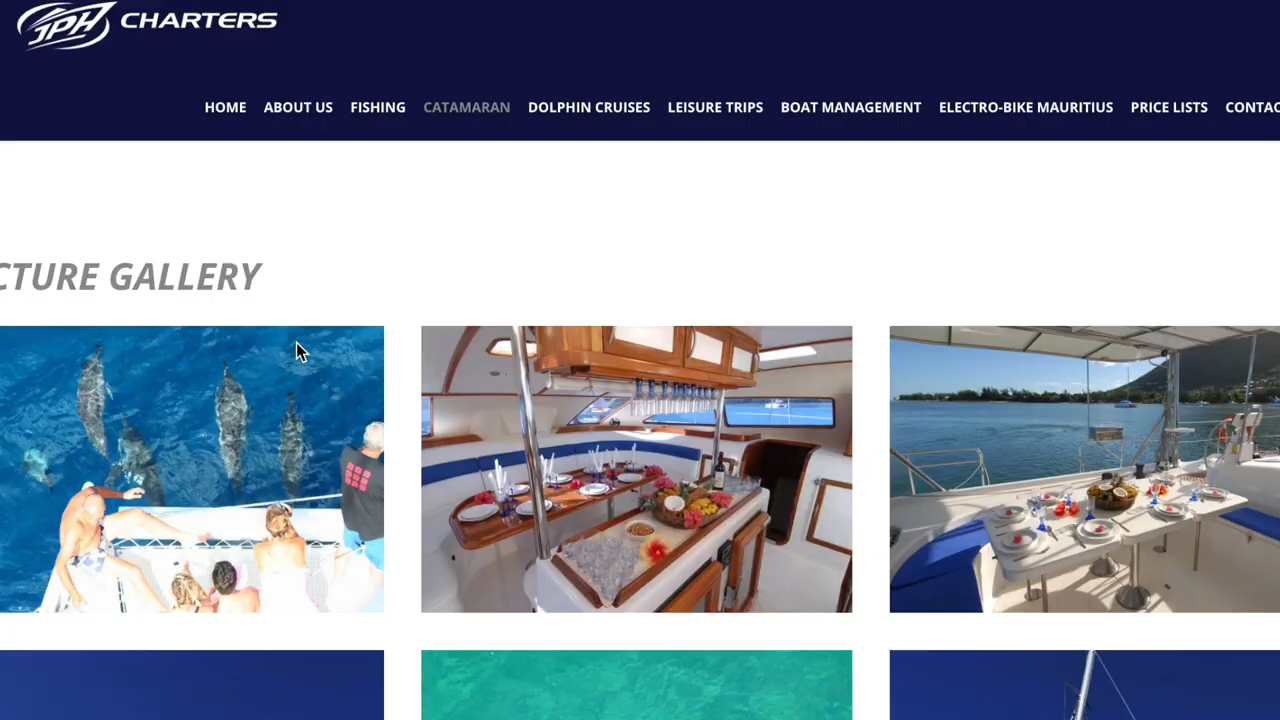 JPH CHARTERS
HOME ABOUT US FISHING CATAMARAN DOLPHIN CRUISES LEISURE TRIPS BOAT MANAGEMENT ELECTRO-BIKE MAURITIUS PRICE LISTS CONTAC
CTURE GALLERY